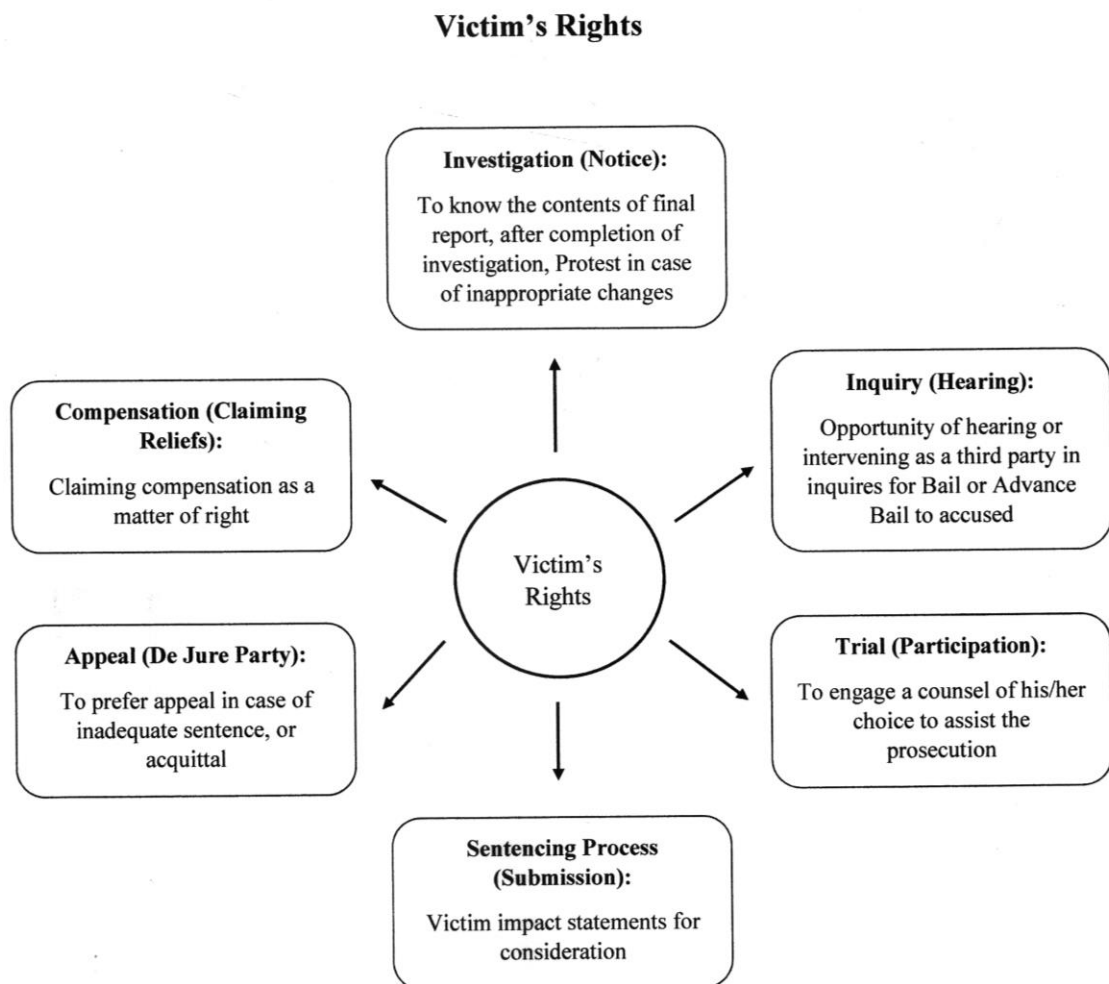 Victim's Rights
Investigation (Notice):
To know the contents of final
report, after completion of
investigation, Protest in case
of inappropriate changes
Compensation (Claiming
Reliefs):
Claiming compensation as a
matter of right
Inquiry (Hearing):
Opportunity of hearing or
intervening as a third party in
inquires for Bail or Advance
Bail to accused
Victim's
Rights
Appeal (De Jure Party):
To prefer appeal in case of
inadequate sentence, or
acquittal
Trial (Participation):
To engage a counsel of his/her
choice to assist the
prosecution
Sentencing Process
(Submission):
Victim impact statements for
consideration